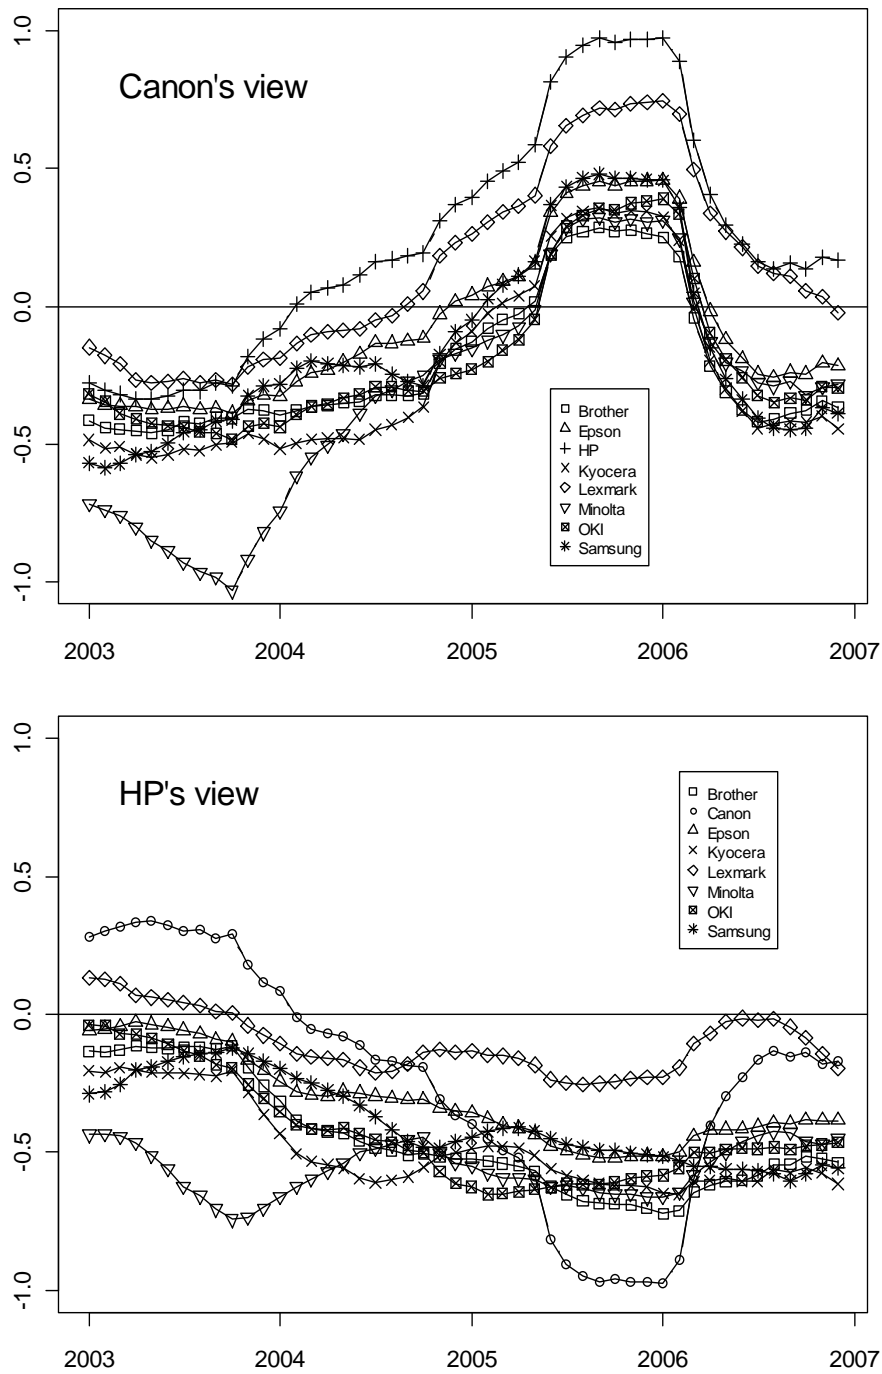 Canon's view
1.0
0.5
0.0
-0.5
-1.0
Brother
Epson
HP
Kyocera
Lexmark
Minolta
OKI
Samsung
2003 2004 2005 2006 2007
HP's view
1.0
0.5
0.0
-0.5
-1.0
Brother
Canon
Epson
Kyocera
Lexmark
Minolta
OKI
Samsung
2003 2004 2005 2006 2007